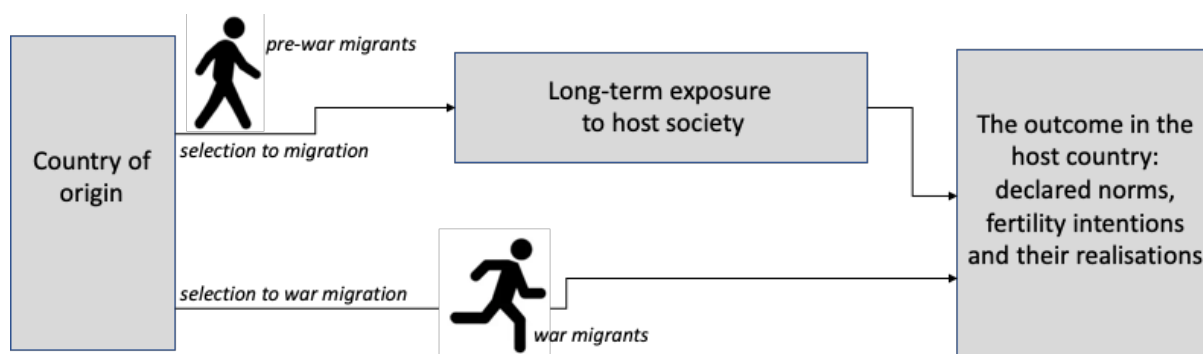 Country of
origin
pre-war migrants
selection to migration
Long-term exposure
to host society
selection to war migration
war migrants
The outcome in the
host country:
declared norms,
fertility intentions
and their realisations